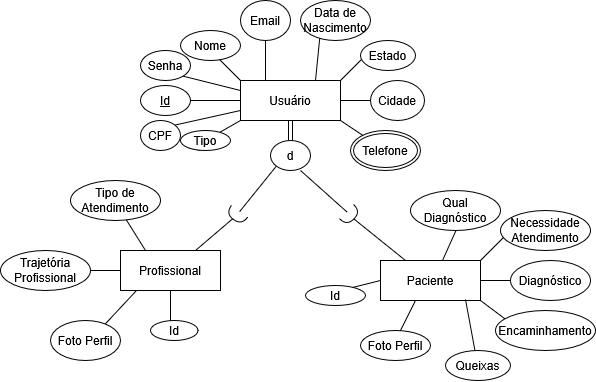 Email
Data de
Nascimento
Nome
Estado
Senha
Id
Usuário
Cidade
CPF
Tipo
Telefone
d
Tipo de
Atendimento
Qual
Diagnóstico
Necessidade
Atendimento
Trajetória
Profissional
Profissional
Paciente
Diagnóstico
Id
Id
Foto Perfil
Foto Perfil
Encaminhamento
Queixas